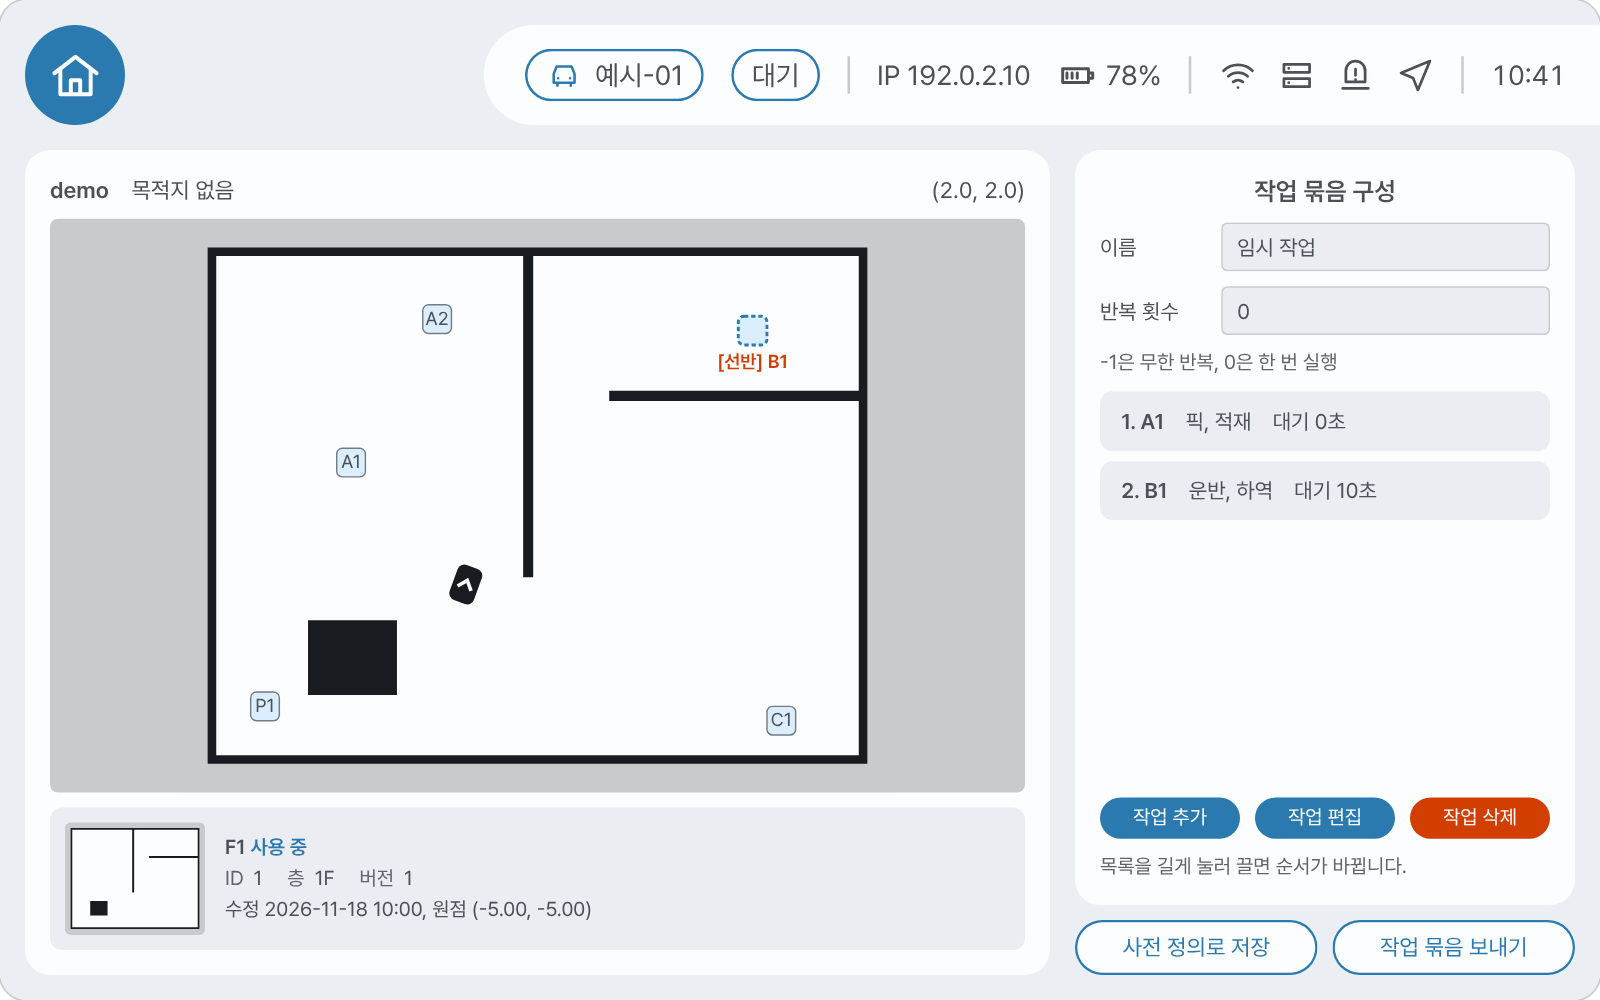 예시-01 대기 IP 192.0.2.10 78% 10:41
demo 목적지 없음 (2.0, 2.0)
A2
[선반] B1
A1
P1
C1
F1 사용 중
ID 1 층 1F 버전 1
수정 2026-11-18 10:00, 원점 (-5.00, -5.00)
작업 묶음 구성
이름 임시 작업
반복 횟수 0
-1은 무한 반복, 0은 한 번 실행
1. A1 픽, 적재 대기 0초
2. B1 운반, 하역 대기 10초
작업 추가 작업 편집 작업 삭제
목록을 길게 눌러 끌면 순서가 바뀝니다.
사전 정의로 저장 작업 묶음 보내기